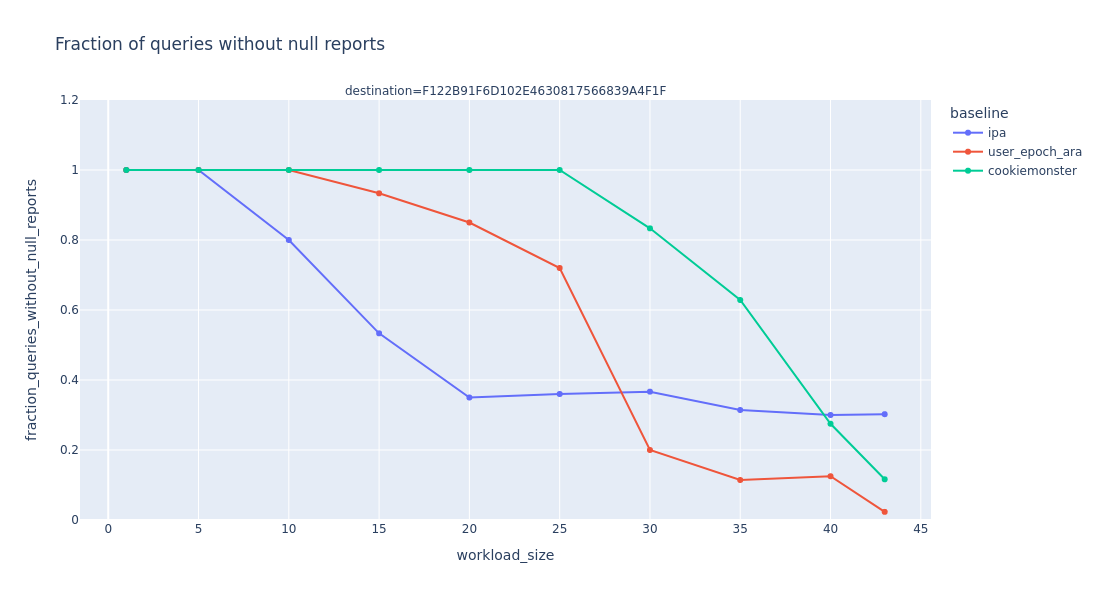 Fraction of queries without null reports
destination=F122B91F6D102E4630817566839A4F1F
baseline
ipa
user_epoch_ara
cookiemonster
fraction_queries_without_null_reports
1.2
1
0.8
0.6
0.4
0.2
0
0 5 10 15 20 25 30 35 40 45
workload_size